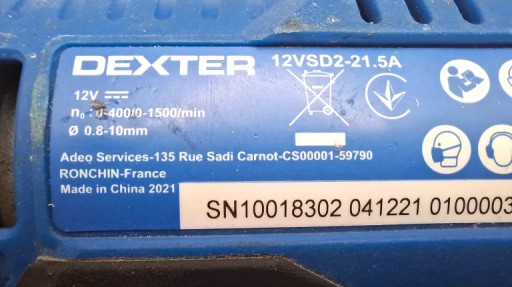 DEXTER 12VSD2-21.5A
12V ⎓
n₀ : 0-400/0-1500/min
Ø 0.8-10mm
Adeo Services-135 Rue Sadi Carnot-CS00001-59790
RONCHIN-France
Made in China 2021
SN10018302 041221 0100003